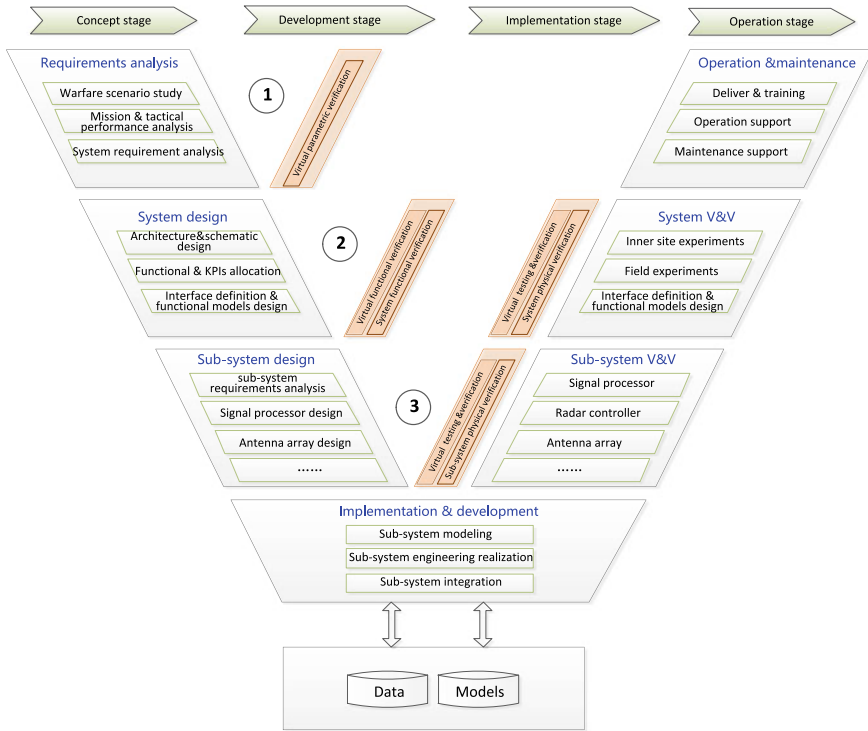 Concept stage
Development stage
Implementation stage
Operation stage
Requirements analysis
Warfare scenario study
Mission & tactical
performance analysis
System requirement analysis
1
Virtual parametric verification
Operation &maintenance
Deliver & training
Operation support
Maintenance support
System design
Architecture&schematic
design
Functional & KPIs allocation
Interface definition &
functional models design
2
Virtual functional verification
System functional verification
Virtual testing &verification
System physical verification
System V&V
Inner site experiments
Field experiments
Interface definition &
functional models design
Sub-system design
sub-system
requirements analysis
Signal processor design
Antenna array design
......
3
Virtual testing &verification
Sub-system physical verification
Sub-system V&V
Signal processor
Radar controller
Antenna array
......
Implementation & development
Sub-system modeling
Sub-system engineering realization
Sub-system integration
Data
Models